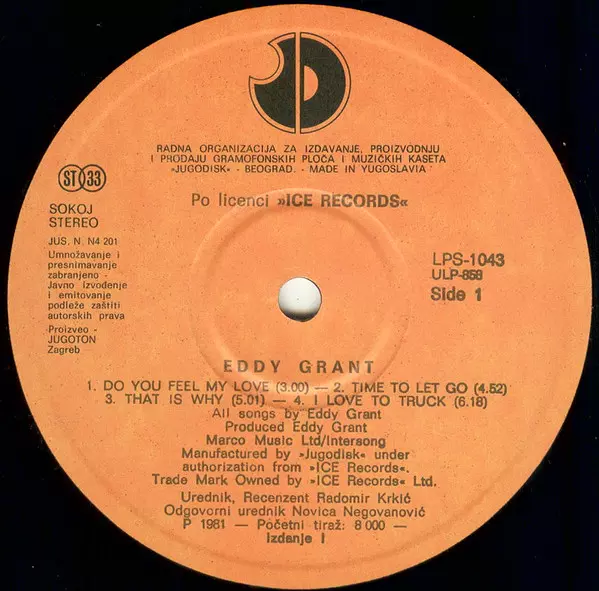 RADNA ORGANIZACIJA ZA IZDAVANJE, PROIZVODNJU
I PRODAJU GRAMOFONSKIH PLOČA I MUZIČKIH KASETA
»JUGODISK« - BEOGRAD. - MADE IN YUGOSLAVIA
Po licenci »ICE RECORDS«
ST 33
SOKOJ
STEREO
JUS. N. N4 201
Umnožavanje i
presnimavanje
zabranjeno -
Javno izvođenje
i emitovanje
podleže zaštiti
autorskih prava
Proizveo -
JUGOTON
Zagreb
LPS-1043
ULP-858
Side 1
EDDY GRANT
1. DO YOU FEEL MY LOVE (3.00) — 2. TIME TO LET GO (4.52)
3. THAT IS WHY (5.01) — 4. I LOVE TO TRUCK (6.18)
All songs by Eddy Grant
Produced Eddy Grant
Marco Music Ltd/Intersong
Manufactured by »Jugodisk« under
authorization from »ICE Records«.
Trade Mark Owned by »ICE Records« Ltd.
Urednik, Recenzent Radomir Krkić
Odgovorni urednik Novica Negovanović
P 1981 — Početni tiraž: 8 000 —
Izdanje I